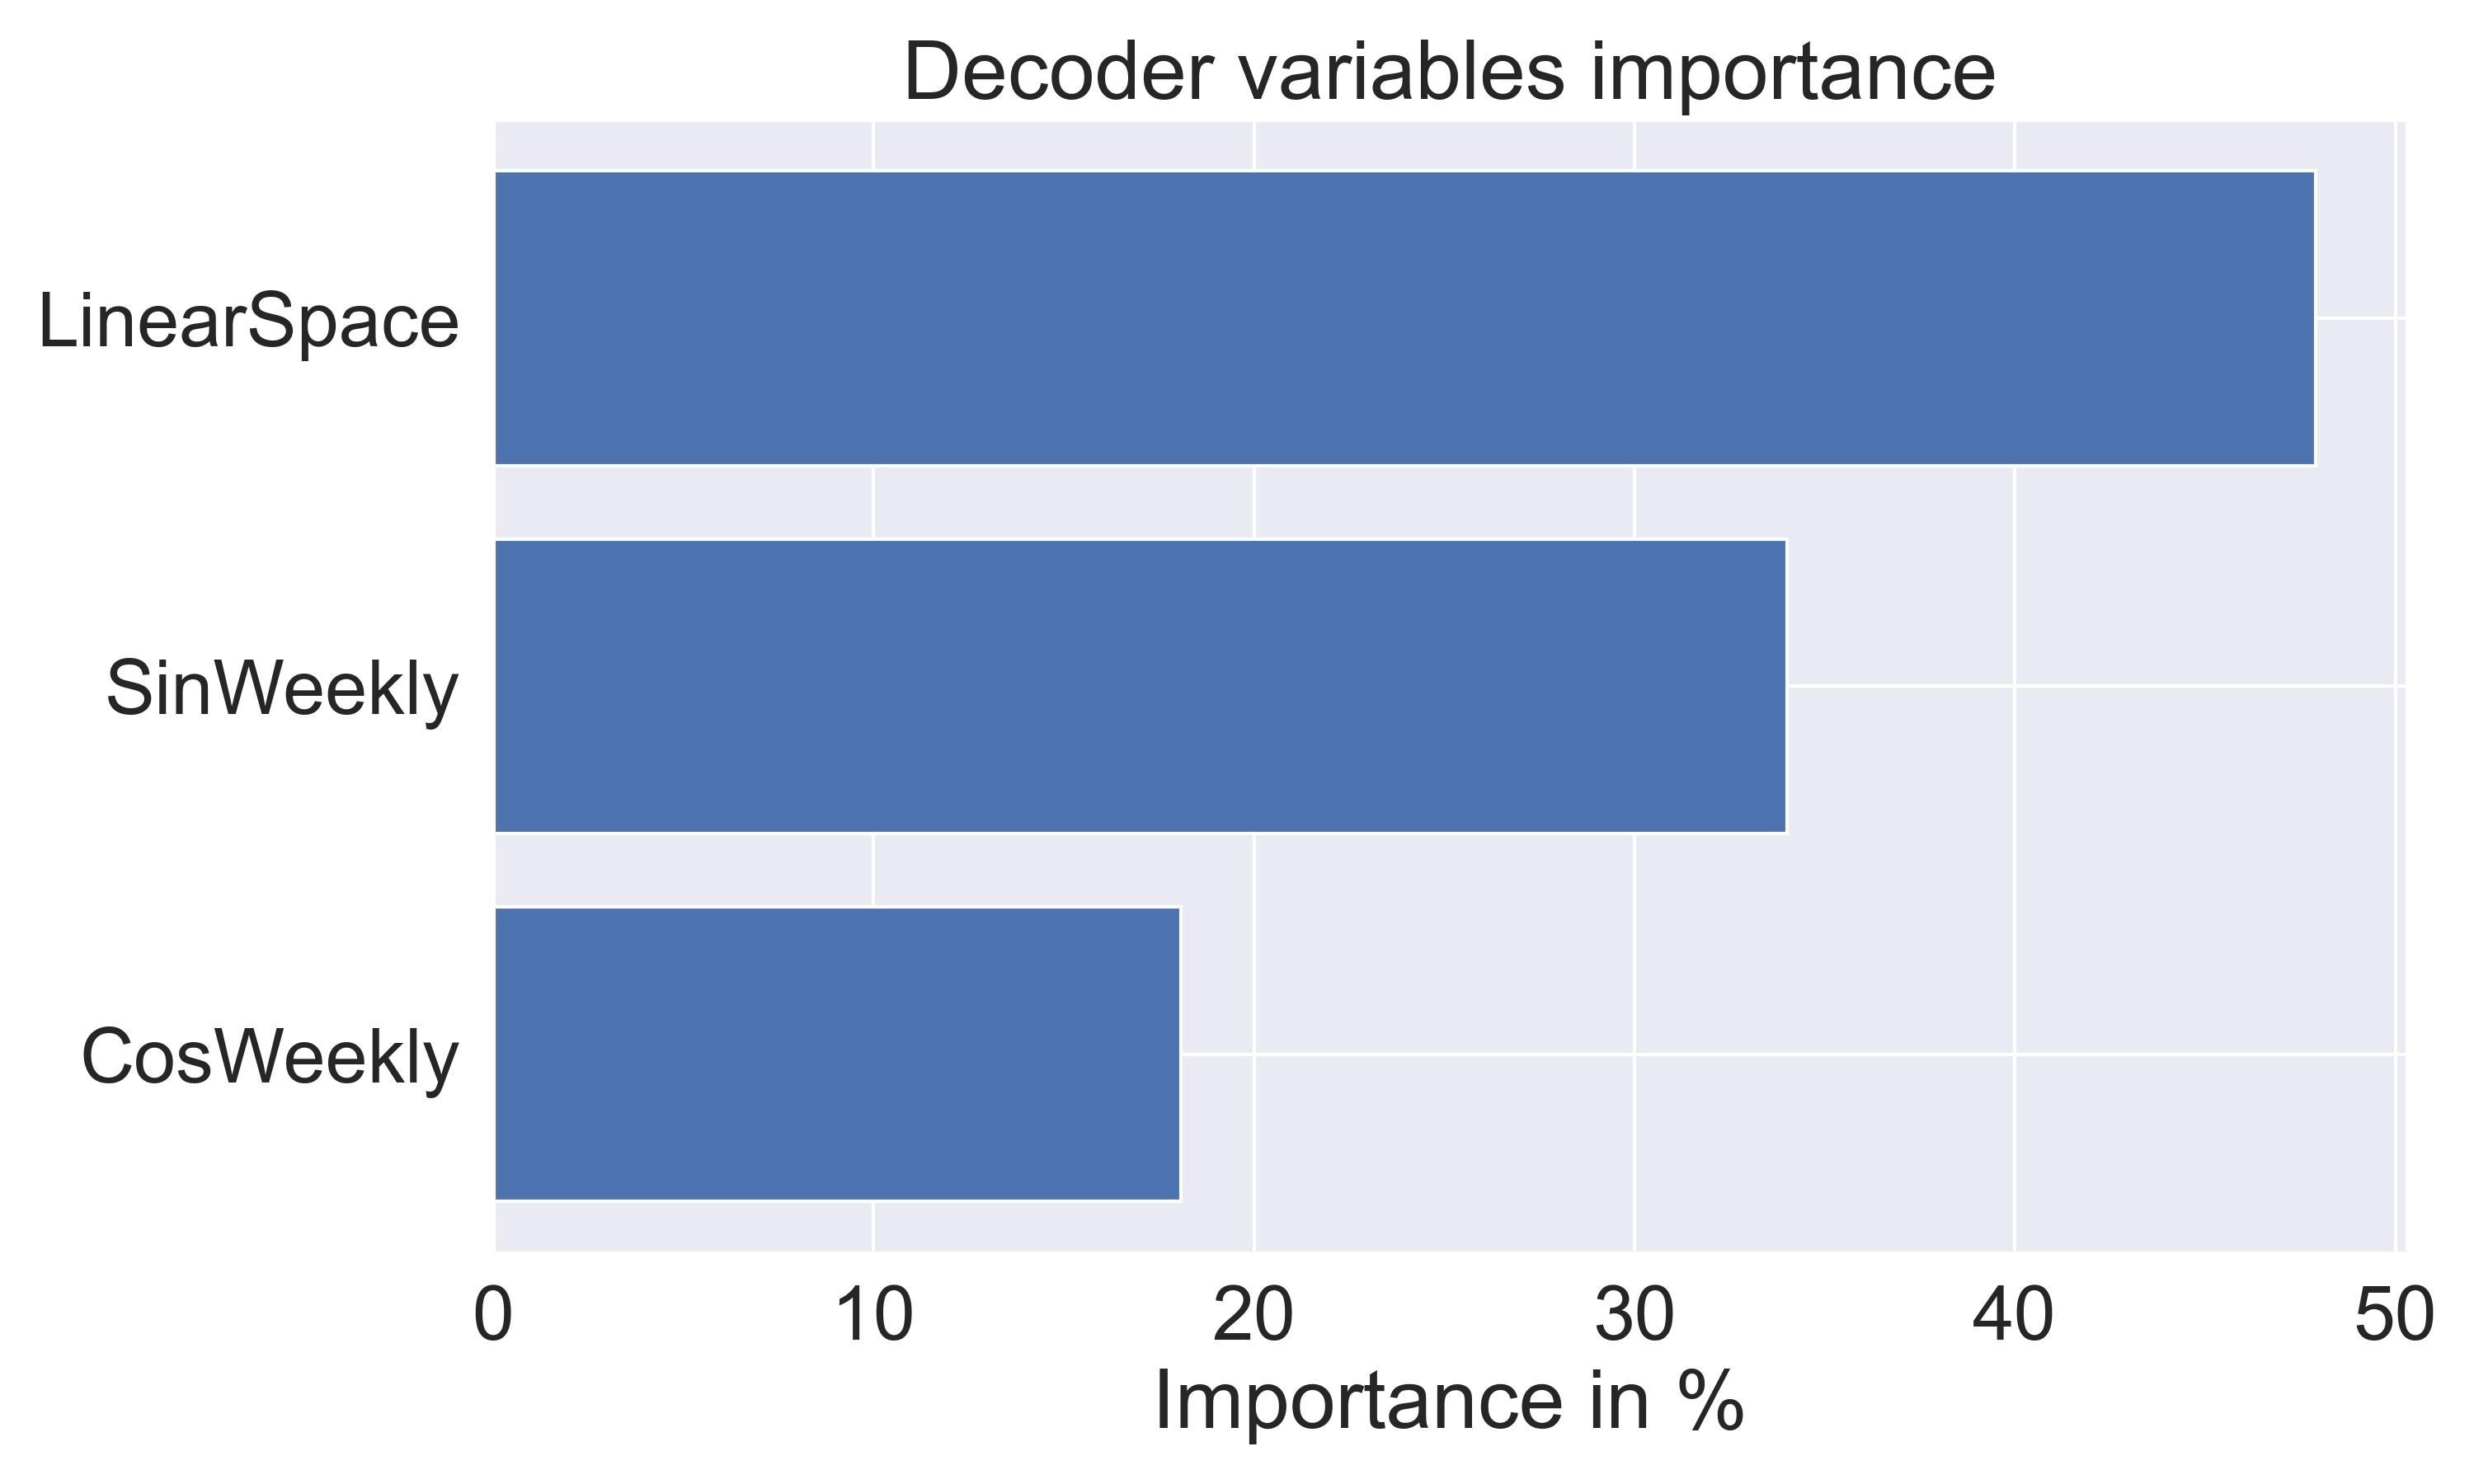 Decoder variables importance
LinearSpace
SinWeekly
CosWeekly
0 10 20 30 40 50
Importance in %